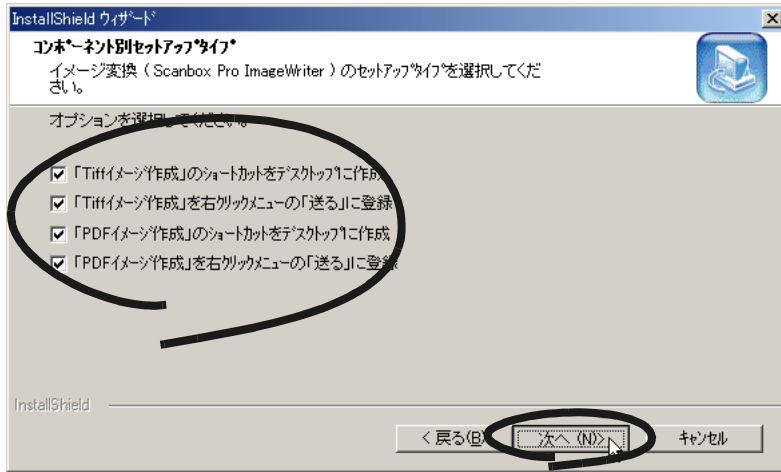 InstallShield ウィザード
コンポーネント別セットアップタイプ
イメージ変換 ( Scanbox Pro ImageWriter ) のセットアップタイプを選択してくだ
さい。
オプションを選択してください。
「Tiffイメージ作成」のショートカットをデスクトップに作成
「Tiffイメージ作成」を右クリックメニューの「送る」に登録
「PDFイメージ作成」のショートカットをデスクトップに作成
「PDFイメージ作成」を右クリックメニューの「送る」に登録
InstallShield
< 戻る(B) 次へ (N)> キャンセル